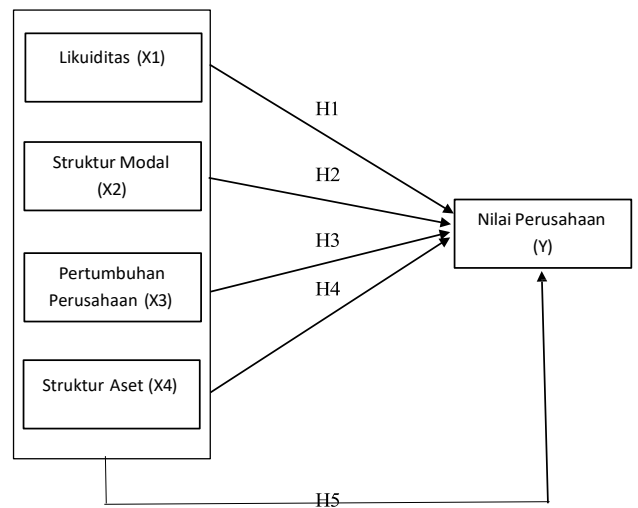 Likuiditas (X1)
H1
Struktur Modal
(X2)
H2
Nilai Perusahaan
(Y)
H3
Pertumbuhan
Perusahaan (X3)
H4
Struktur Aset (X4)
H5